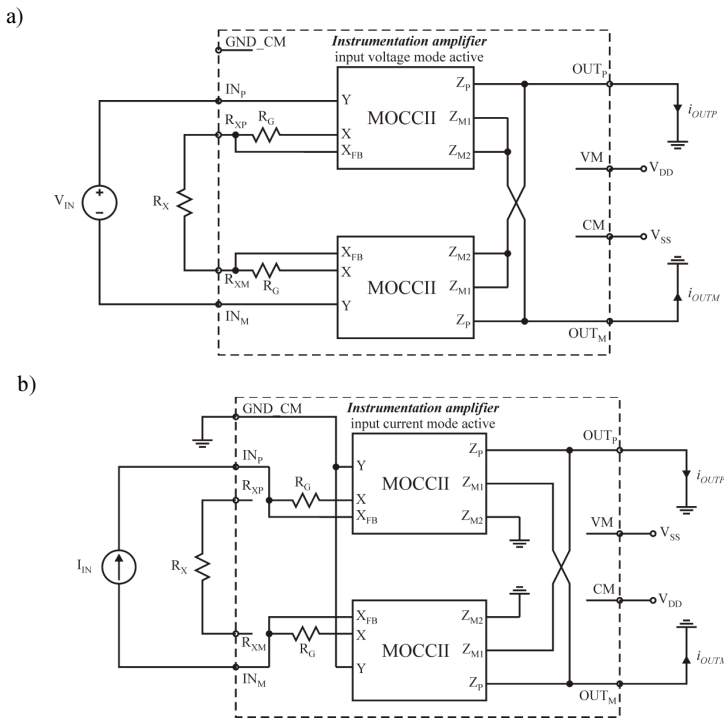 a)
GND_CM
Instrumentation amplifier
input voltage mode active
OUTP
INP
ZP
iOUTP
Y
RXP
RG
MOCCII
ZM1
X
XFB
ZM2
VM
VDD
VIN
RX
CM
VSS
XFB
ZM2
X
MOCCII
ZM1
RXM
RG
Y
ZP
iOUTM
INM
OUTM
b)
GND_CM
Instrumentation amplifier
input current mode active
OUTP
INP
ZP
Y
iOUTP
RXP
RG
MOCCII
ZM1
X
XFB
ZM2
VM
VSS
IIN
RX
CM
VDD
XFB
ZM2
X
MOCCII
ZM1
RXM
RG
Y
ZP
iOUTM
INM
OUTM